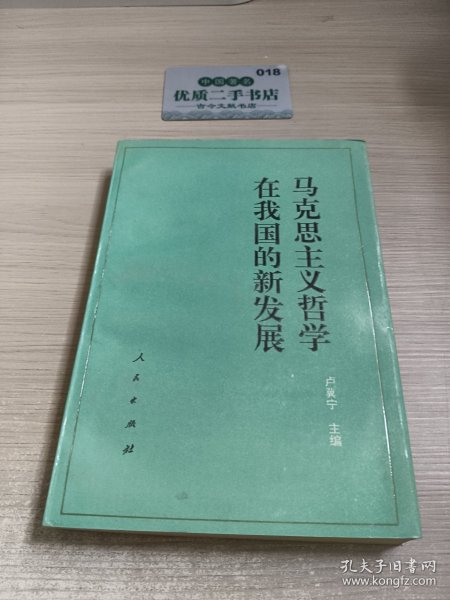 018
中国著名
优质二手书店
古今文献书店
马克思主义哲学
在我国的新发展
卢冀宁 主编
人民出版社
孔夫子旧书网
www.kongfz.com